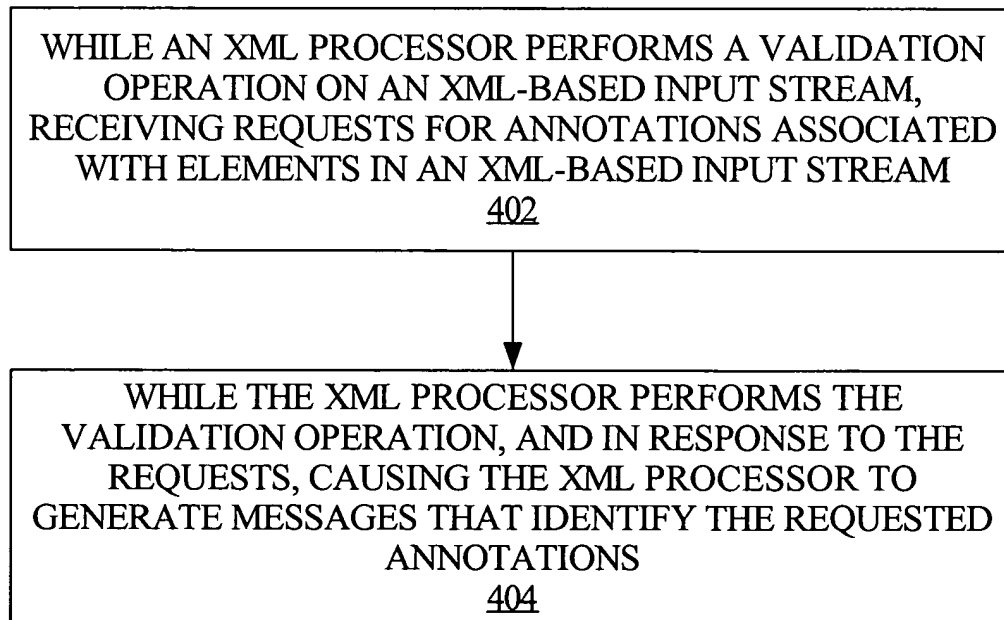 WHILE AN XML PROCESSOR PERFORMS A VALIDATION
OPERATION ON AN XML-BASED INPUT STREAM,
RECEIVING REQUESTS FOR ANNOTATIONS ASSOCIATED
WITH ELEMENTS IN AN XML-BASED INPUT STREAM
402
WHILE THE XML PROCESSOR PERFORMS THE
VALIDATION OPERATION, AND IN RESPONSE TO THE
REQUESTS, CAUSING THE XML PROCESSOR TO
GENERATE MESSAGES THAT IDENTIFY THE REQUESTED
ANNOTATIONS
404